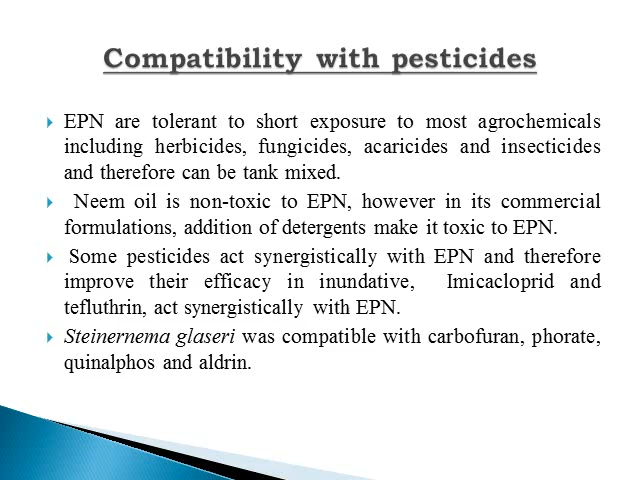 Compatibility with pesticides
EPN are tolerant to short exposure to most agrochemicals
including herbicides, fungicides, acaricides and insecticides
and therefore can be tank mixed.
Neem oil is non-toxic to EPN, however in its commercial
formulations, addition of detergents make it toxic to EPN.
Some pesticides act synergistically with EPN and therefore
improve their efficacy in inundative, Imicacloprid and
tefluthrin, act synergistically with EPN.
Steinernema glaseri was compatible with carbofuran, phorate,
quinalphos and aldrin.